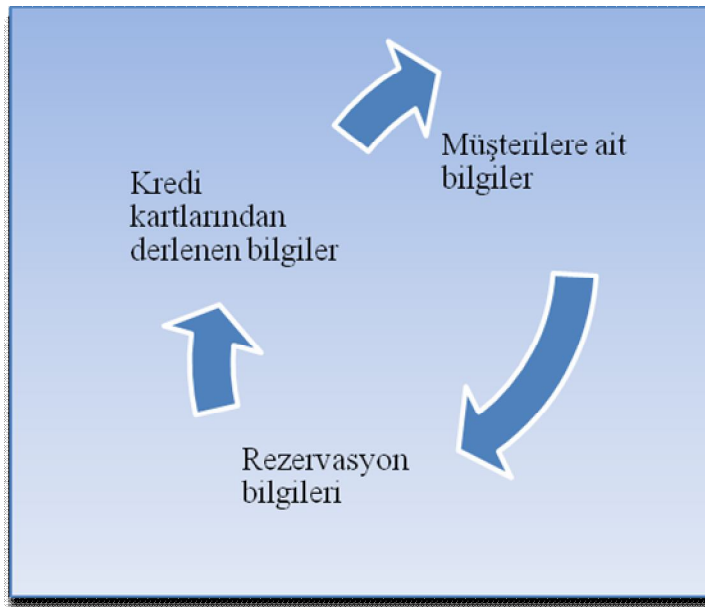 Müşterilere ait
bilgiler
Kredi
kartlarından
derlenen bilgiler
Rezervasyon
bilgileri